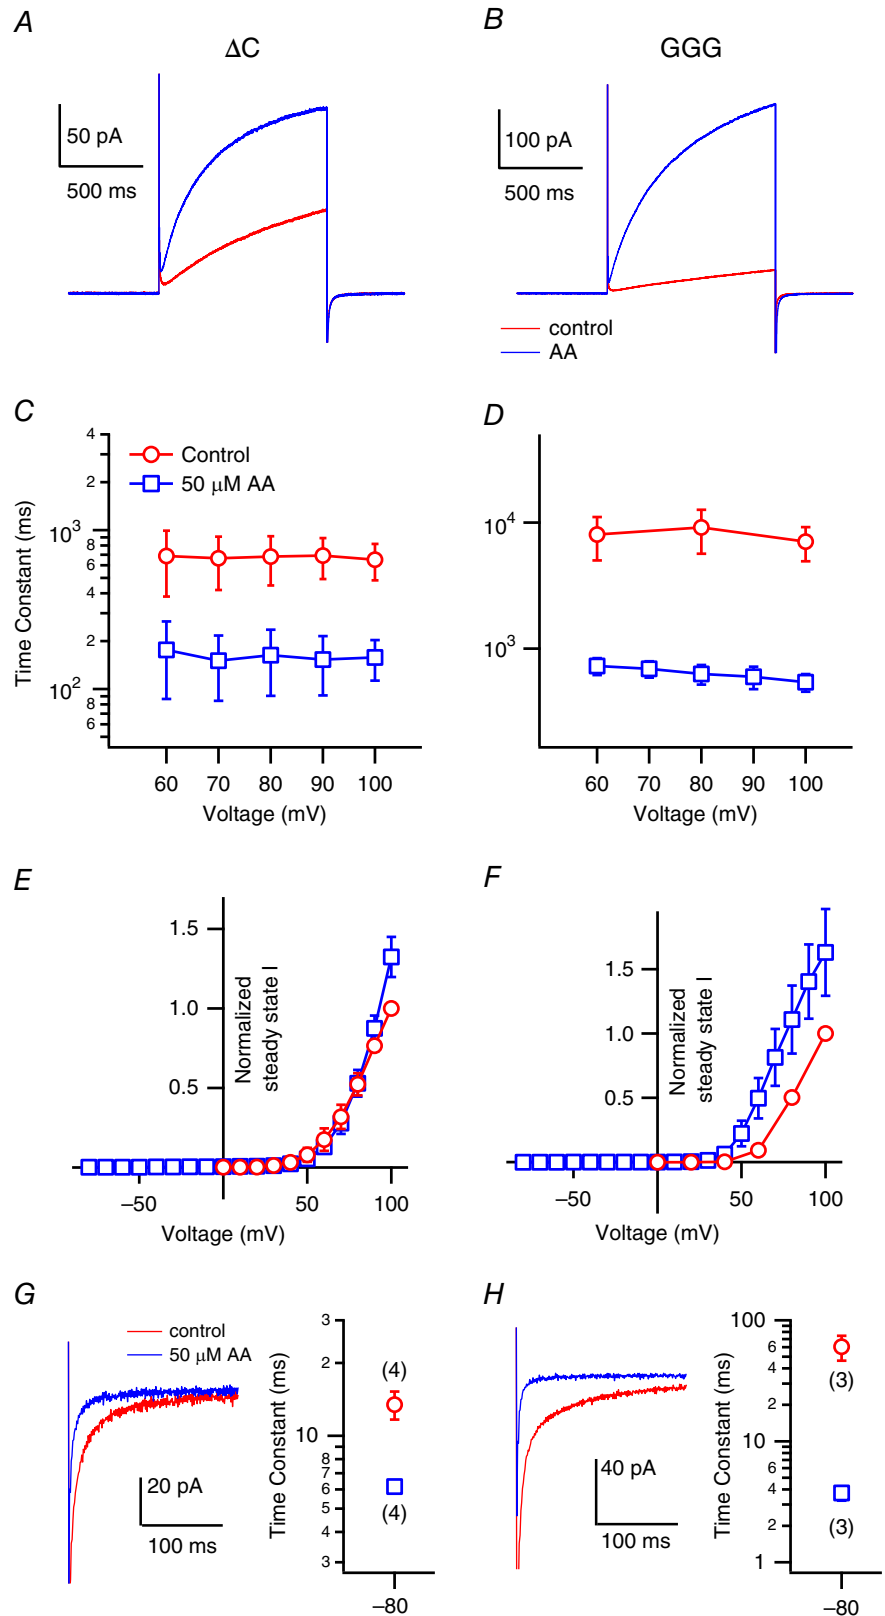 A
B
ΔC
GGG
50 pA
500 ms
100 pA
500 ms
control
AA
C
D
Time Constant (ms)
4
2
10³
8
6
4
2
10²
8
6
Control
50 μM AA
60 70 80 90 100
Voltage (mV)
10⁴
10³
60 70 80 90 100
Voltage (mV)
E
F
1.5
1.0
0.5
Normalized
steady state I
−50 50 100
Voltage (mV)
1.5
1.0
0.5
Normalized
steady state I
−50 50 100
Voltage (mV)
G
H
control
50 μM AA
20 pA
100 ms
Time Constant (ms)
3
2
10
8
7
6
5
4
3
(4)
(4)
−80
40 pA
100 ms
Time Constant (ms)
100
6
4
2
10
6
4
2
1
(3)
(3)
−80